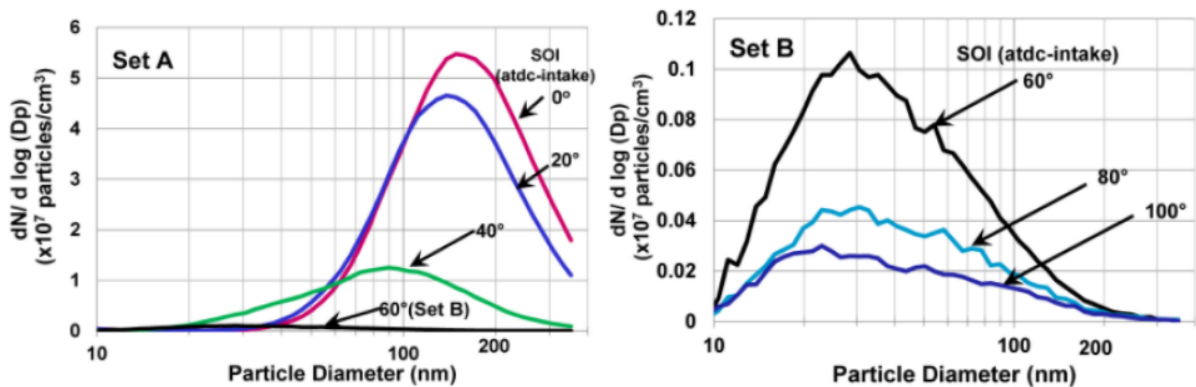 6
5
4
3
2
1
0
dN/ d log (Dp)
(x10⁷ particles/cm³)
Set A
SOI
(atdc-intake)
0°
20°
40°
60°(Set B)
10
100
200
Particle Diameter (nm)
0.12
0.1
0.08
0.06
0.04
0.02
0
dN/ d log (Dp)
(x10⁷ particles/cm³)
Set B
SOI (atdc-intake)
60°
80°
100°
10
100
200
Particle Diameter (nm)